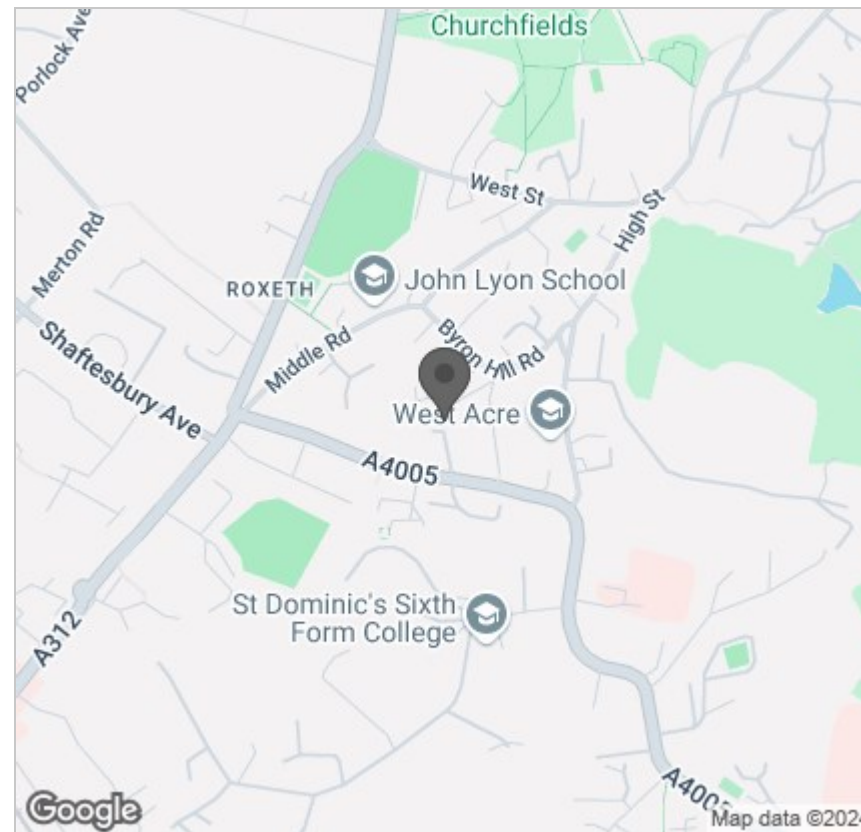 Churchfields
Porlock Ave
West St
High St
Merton Rd
John Lyon School
ROXETH
Byron Hill Rd
Middle Rd
Shaftesbury Ave
West Acre
A4005
St Dominic's Sixth
Form College
A312
A4005
Google
Map data ©2024